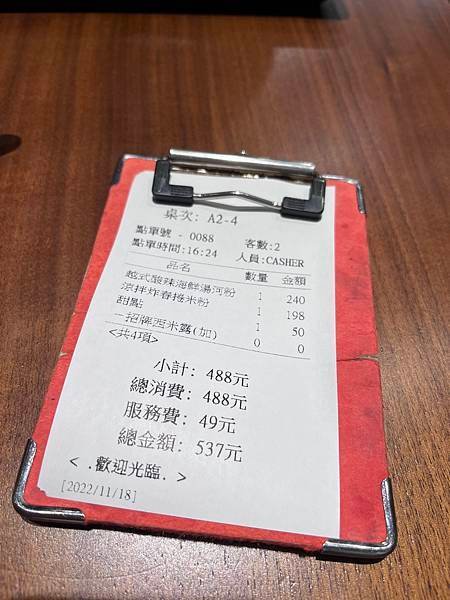 桌次: A2-4
點單號 - 0088 客數:2
點單時間:16:24 人員:CASHER
品名 數量 金額
越式酸辣海鮮湯河粉 1 240
涼拌炸春捲米粉 1 198
甜點 1 50
－招牌西米露(加) 0 0
<共4項>
小計: 488元
總消費: 488元
服務費: 49元
總金額: 537元
< .歡迎光臨. >
[2022/11/18]